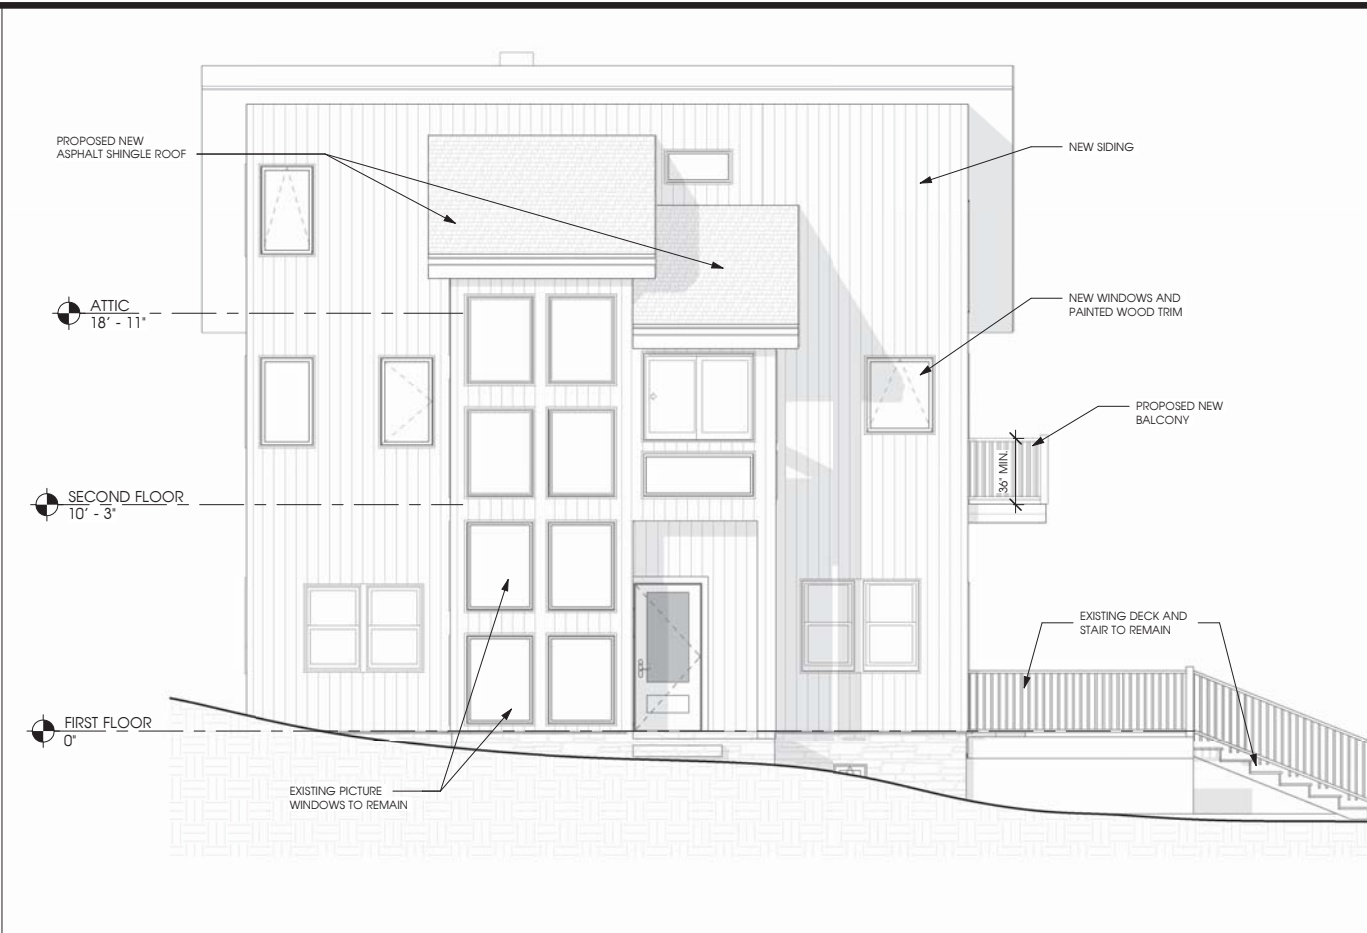 PROPOSED NEW
ASPHALT SHINGLE ROOF
NEW SIDING
ATTIC
18' - 11"
NEW WINDOWS AND
PAINTED WOOD TRIM
PROPOSED NEW
BALCONY
36" MIN.
SECOND FLOOR
10' - 3"
EXISTING DECK AND
STAIR TO REMAIN
FIRST FLOOR
0"
EXISTING PICTURE
WINDOWS TO REMAIN